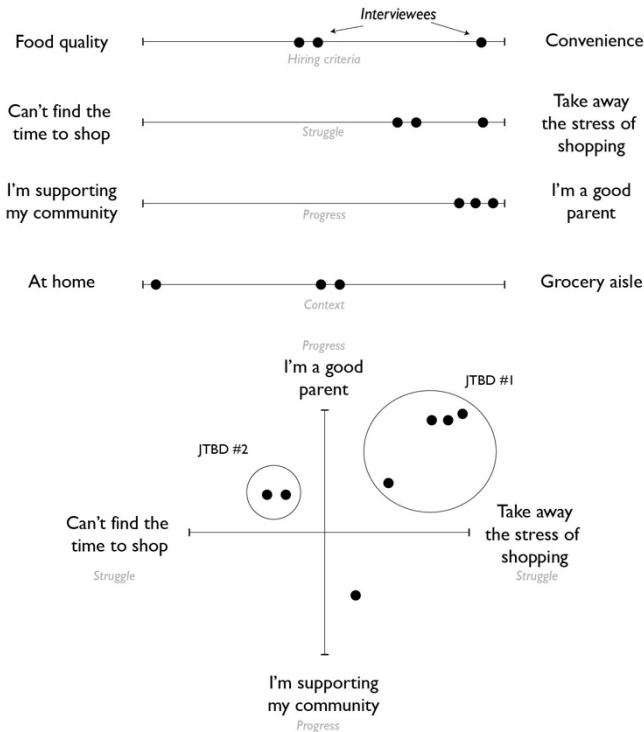 Interviewees
Food quality
Convenience
Hiring criteria
Can't find the
time to shop
Struggle
Take away
the stress of
shopping
I'm supporting
my community
Progress
I'm a good
parent
At home
Context
Grocery aisle
Progress
I'm a good
parent
JTBD #1
JTBD #2
Can't find the
time to shop
Struggle
Take away
the stress of
shopping
Struggle
I'm supporting
my community
Progress